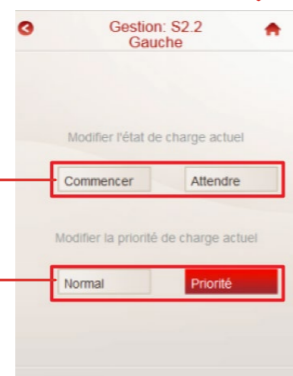 Gestion: S2.2
Gauche
Modifier l'état de charge actuel
Commencer Attendre
Modifier la priorité de charge actuel
Normal Priorité